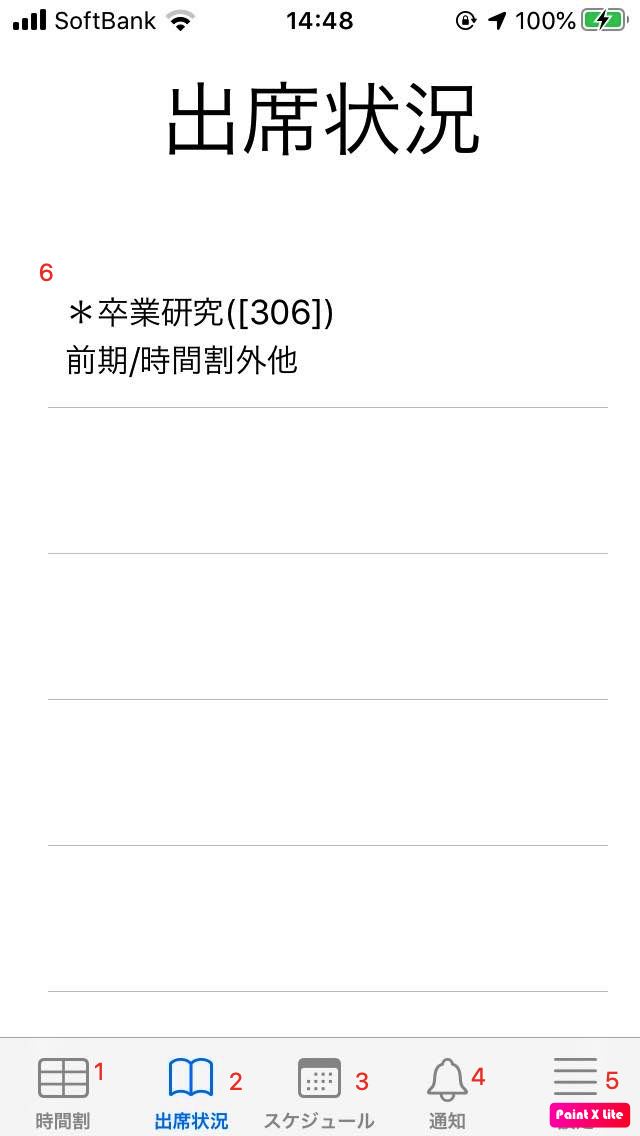 SoftBank 14:48 100%
出席状況
6
＊卒業研究([306])
前期/時間割外他
1 2 3 4 5
時間割 出席状況 スケジュール 通知
Paint X lite